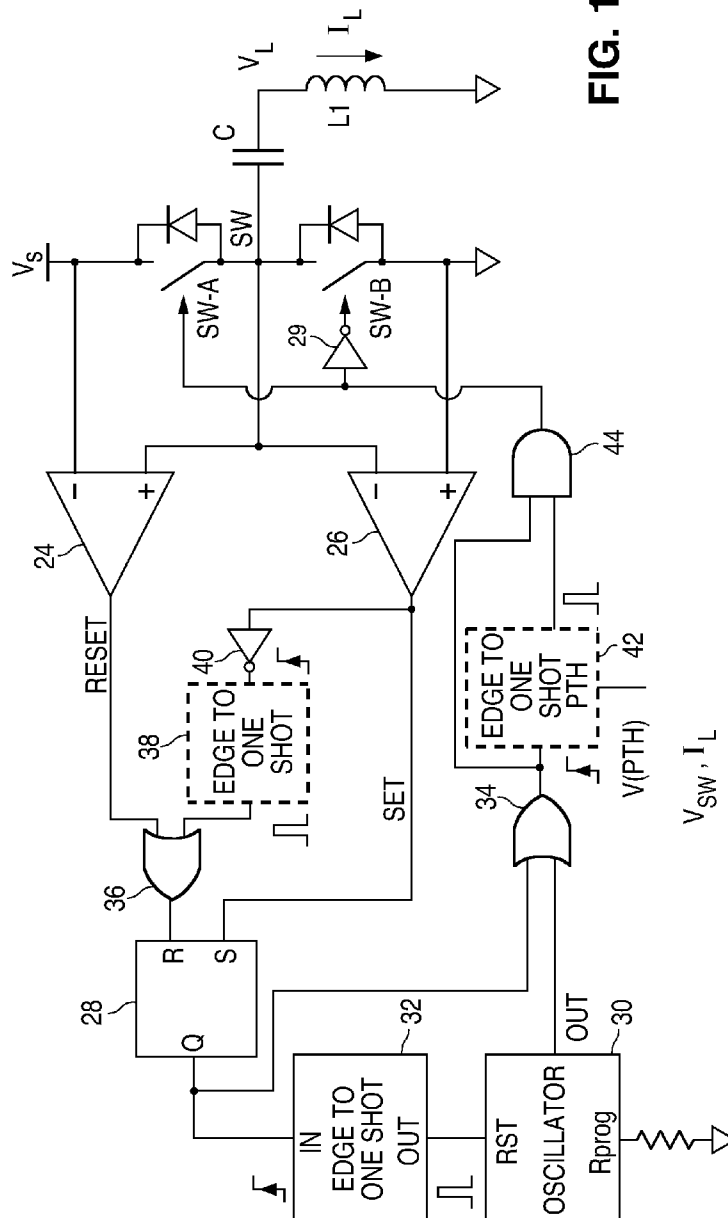 FIG. 1
V_S
V_L
I_L
C
L1
SW
SW-A
SW-B
24
−
+
26
−
+
29
RESET
SET
40
38
EDGE TO
ONE
SHOT
36
28
R
S
Q
32
IN
EDGE TO
ONE SHOT
OUT
34
42
EDGE TO
ONE
SHOT
PTH
V(PTH)
44
V_SW, I_L
OUT
30
RST
OSCILLATOR
Rprog